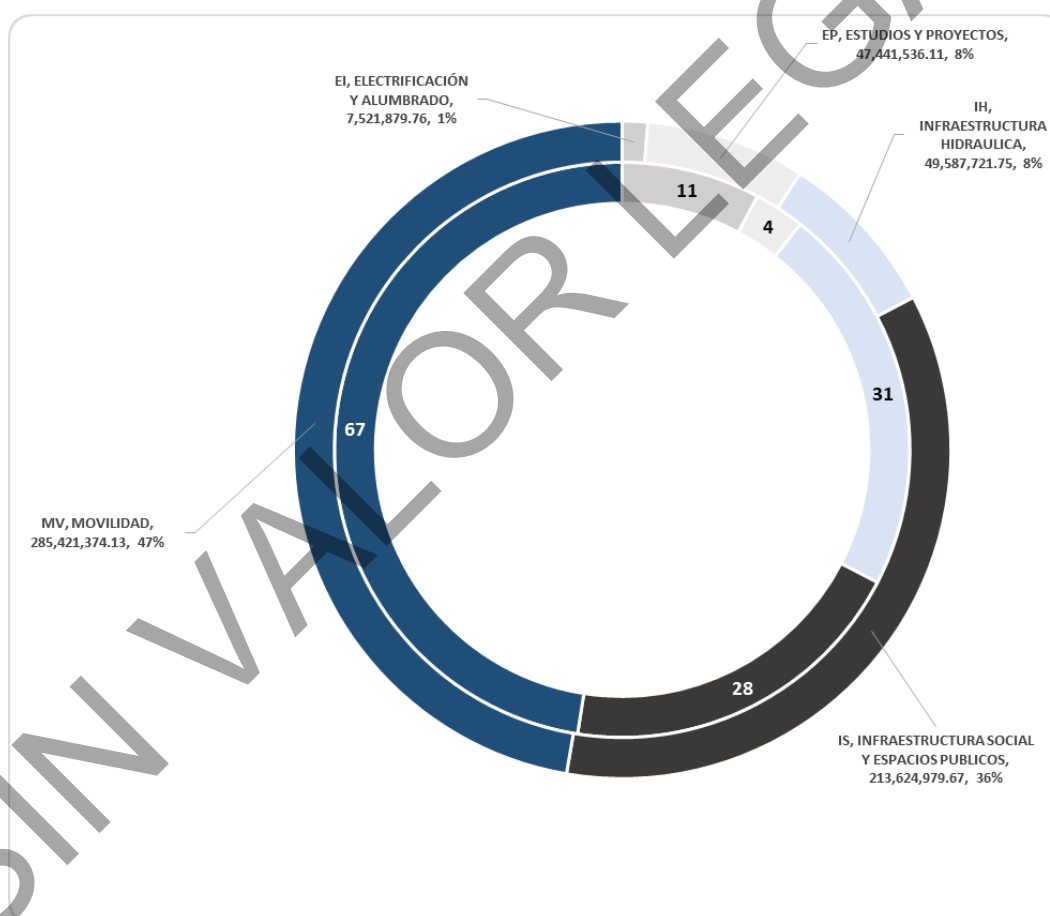 EP, ESTUDIOS Y PROYECTOS,
47,441,536.11, 8%
EI, ELECTRIFICACIÓN
Y ALUMBRADO,
7,521,879.76, 1%
IH,
INFRAESTRUCTURA
HIDRAULICA,
49,587,721.75, 8%
11
4
31
67
28
MV, MOVILIDAD,
285,421,374.13, 47%
IS, INFRAESTRUCTURA SOCIAL
Y ESPACIOS PUBLICOS,
213,624,979.67, 36%
SIN VALOR LEGA